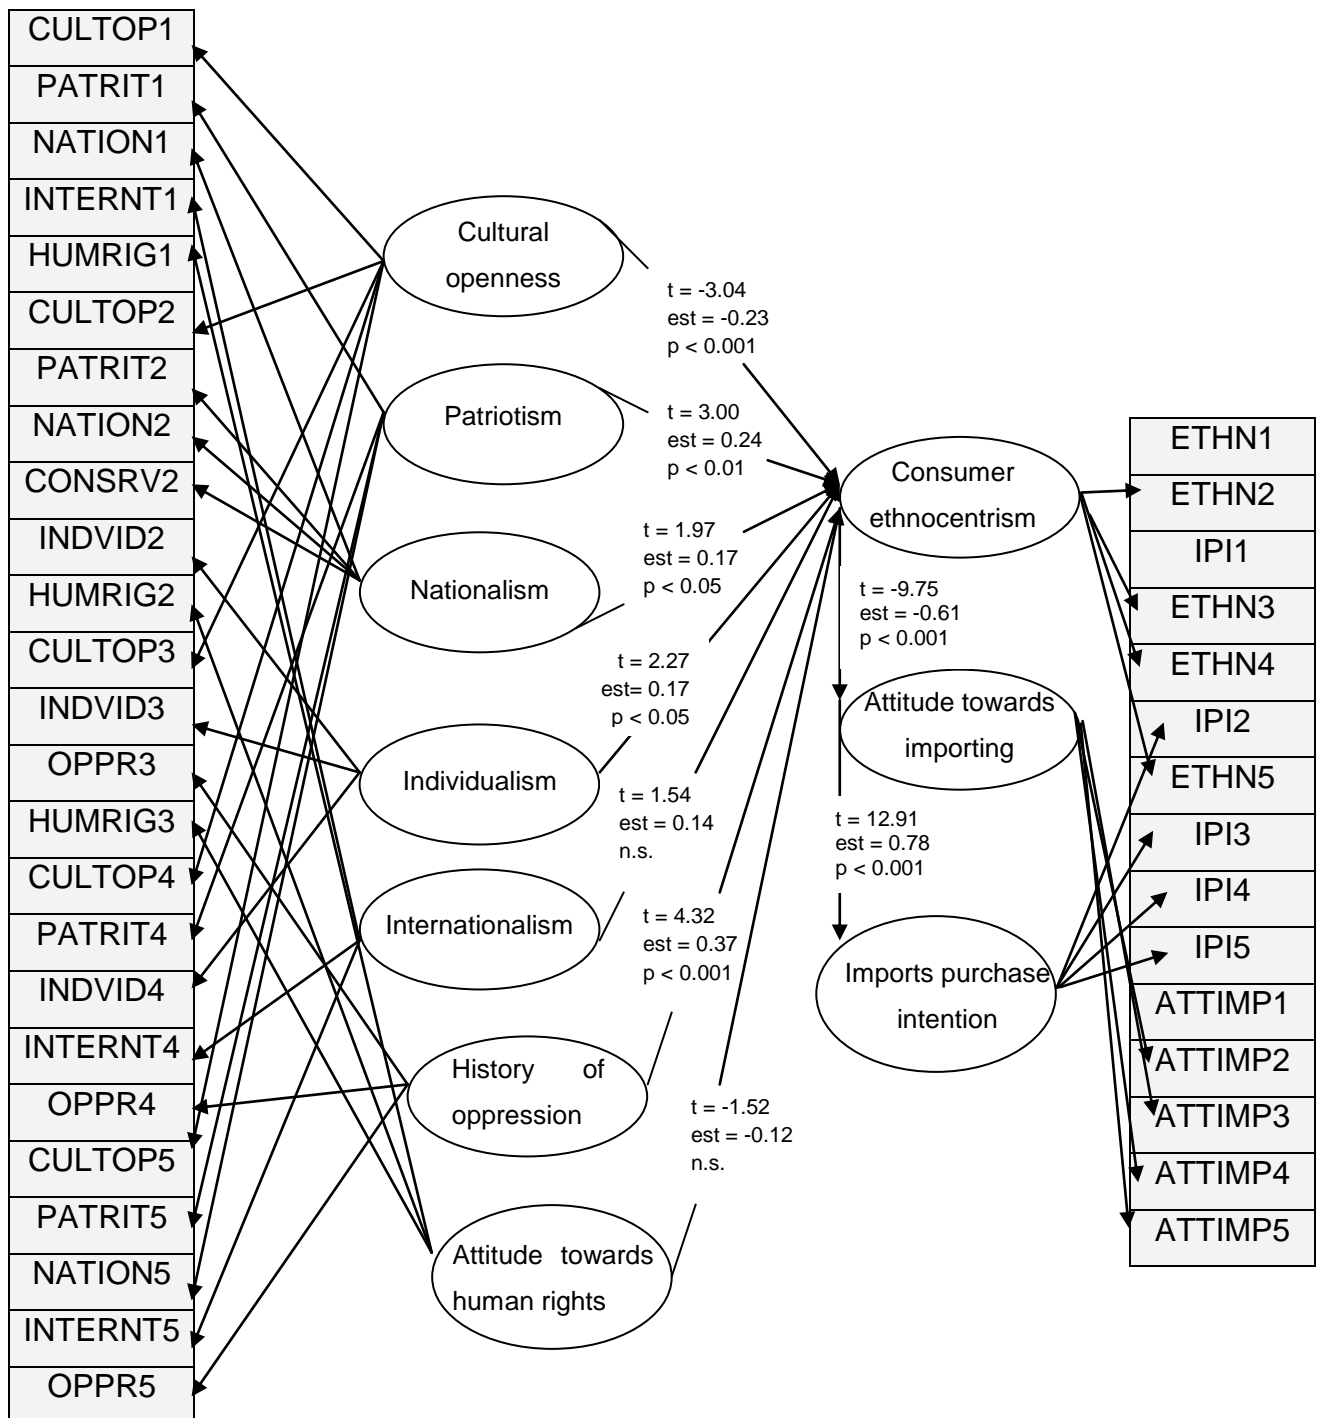 CULTOP1
PATRIT1
NATION1
INTERNT1
HUMRIG1
CULTOP2
PATRIT2
NATION2
CONSRV2
INDVID2
HUMRIG2
CULTOP3
INDVID3
OPPR3
HUMRIG3
CULTOP4
PATRIT4
INDVID4
INTERNT4
OPPR4
CULTOP5
PATRIT5
NATION5
INTERNT5
OPPR5
Cultural
openness
Patriotism
Nationalism
Individualism
Internationalism
History of
oppression
Attitude towards
human rights
t = -3.04
est = -0.23
p < 0.001
t = 3.00
est = 0.24
p < 0.01
t = 1.97
est = 0.17
p < 0.05
t = 2.27
est= 0.17
p < 0.05
t = 1.54
est = 0.14
n.s.
t = 4.32
est = 0.37
p < 0.001
t = -1.52
est = -0.12
n.s.
Consumer
ethnocentrism
t = -9.75
est = -0.61
p < 0.001
Attitude towards
importing
t = 12.91
est = 0.78
p < 0.001
Imports purchase
intention
ETHN1
ETHN2
IPI1
ETHN3
ETHN4
IPI2
ETHN5
IPI3
IPI4
IPI5
ATTIMP1
ATTIMP2
ATTIMP3
ATTIMP4
ATTIMP5